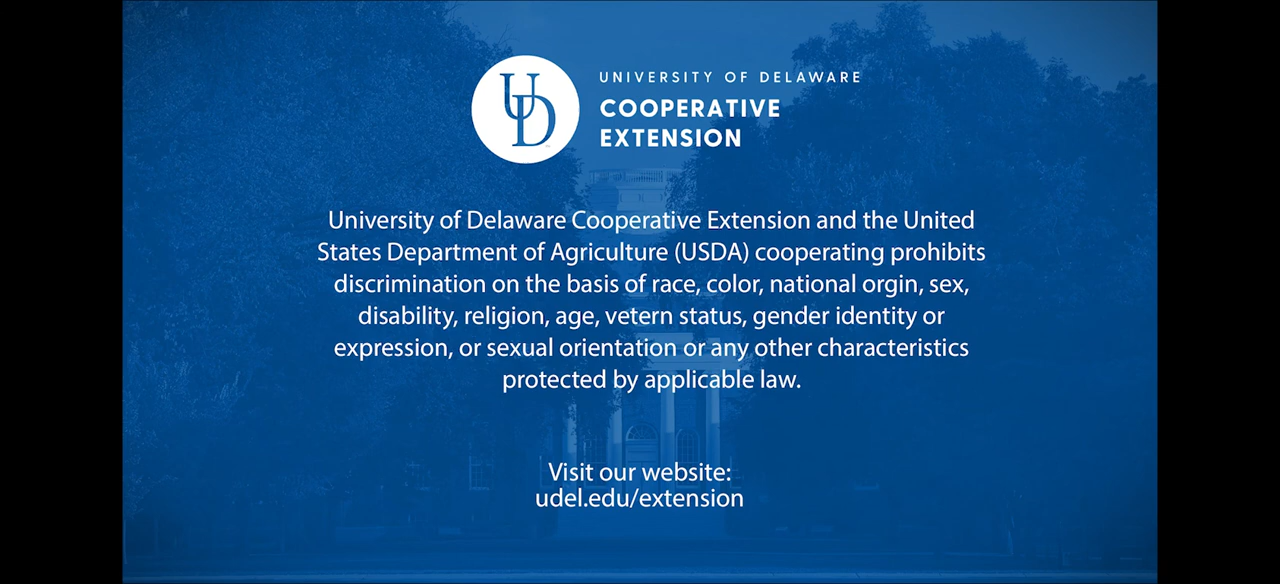 UD
UNIVERSITY OF DELAWARE
COOPERATIVE
EXTENSION
University of Delaware Cooperative Extension and the United
States Department of Agriculture (USDA) cooperating prohibits
discrimination on the basis of race, color, national orgin, sex,
disability, religion, age, vetern status, gender identity or
expression, or sexual orientation or any other characteristics
protected by applicable law.
Visit our website:
udel.edu/extension